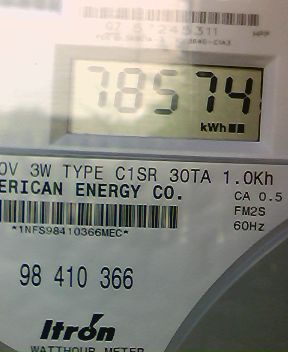 78574
kWh
0V 3W TYPE C1SR 30TA 1.0Kh
ERICAN ENERGY CO.
CA 0.5
FM2S
60Hz
*1NFS98410366MEC*
98 410 366
Itron
WATTHOUR METER